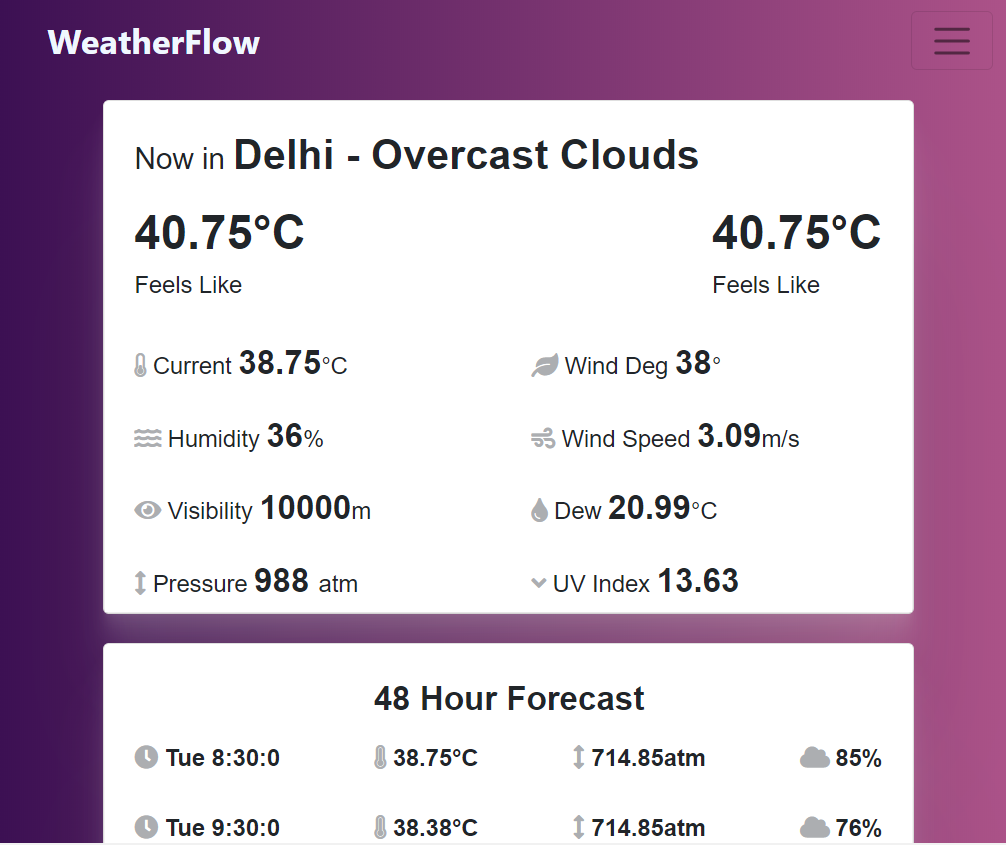 WeatherFlow
Now in Delhi - Overcast Clouds
40.75°C 40.75°C
Feels Like Feels Like
Current 38.75°C Wind Deg 38°
Humidity 36% Wind Speed 3.09m/s
Visibility 10000m Dew 20.99°C
Pressure 988 atm UV Index 13.63
48 Hour Forecast
Tue 8:30:0 38.75°C 714.85atm 85%
Tue 9:30:0 38.38°C 714.85atm 76%